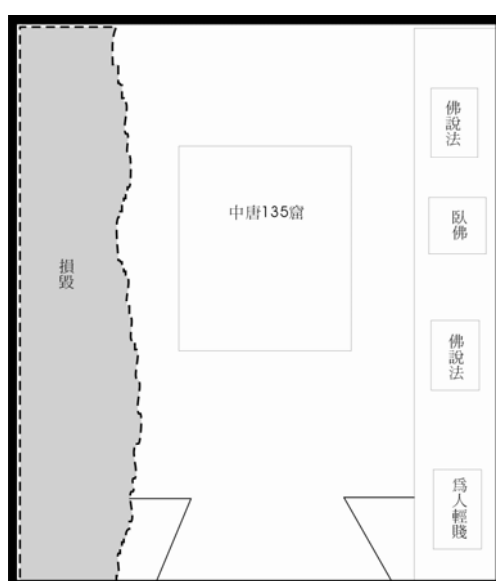 佛說法
中唐135窟
臥佛
損毀
佛說法
爲人輕賤